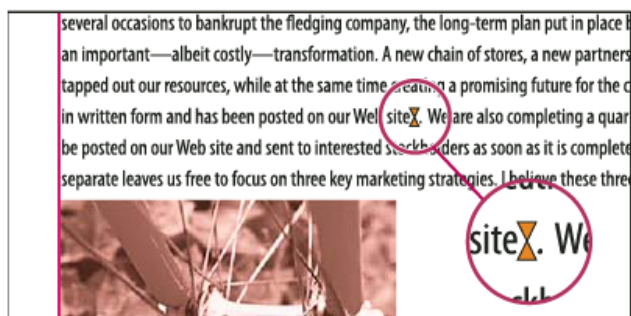 several occasions to bankrupt the fledging company, the long-term plan put in place
an important—albeit costly—transformation. A new chain of stores, a new partners
tapped out our resources, while at the same time creating a promising future for the c
in written form and has been posted on our Web site. We are also completing a quar
be posted on our Web site and sent to interested stockholders as soon as it is complete
separate leaves us free to focus on three key marketing strategies. I believe these three
site. We